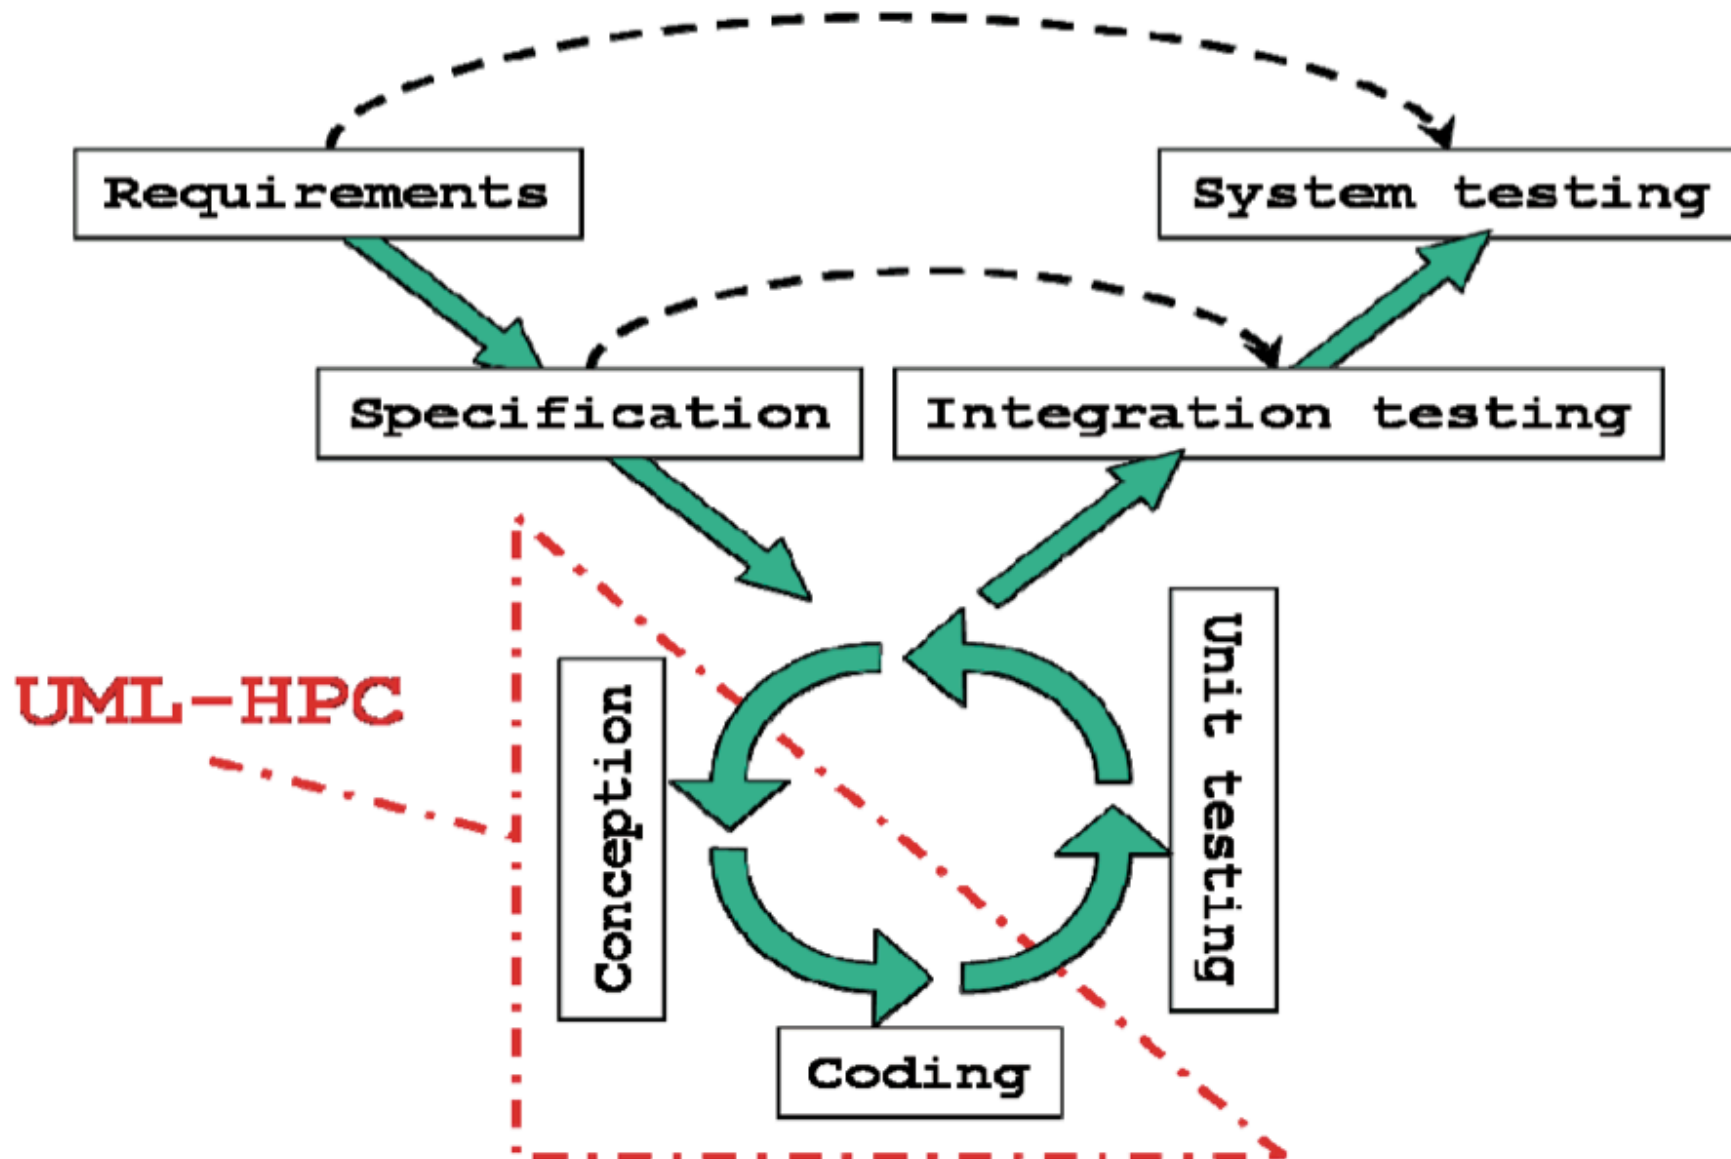 Requirements
System testing
Specification
Integration testing
UML-HPC
Conception
Unit testing
Coding